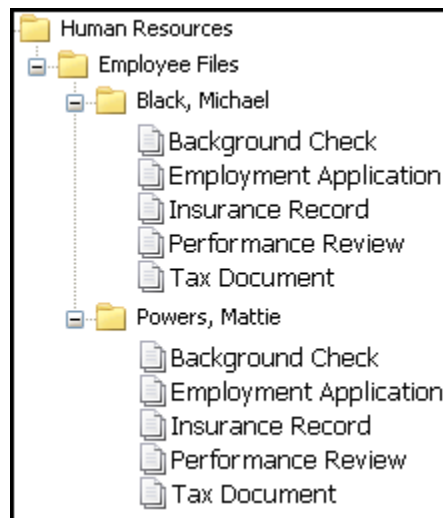 Human Resources
Employee Files
Black, Michael
Background Check
Employment Application
Insurance Record
Performance Review
Tax Document
Powers, Mattie
Background Check
Employment Application
Insurance Record
Performance Review
Tax Document